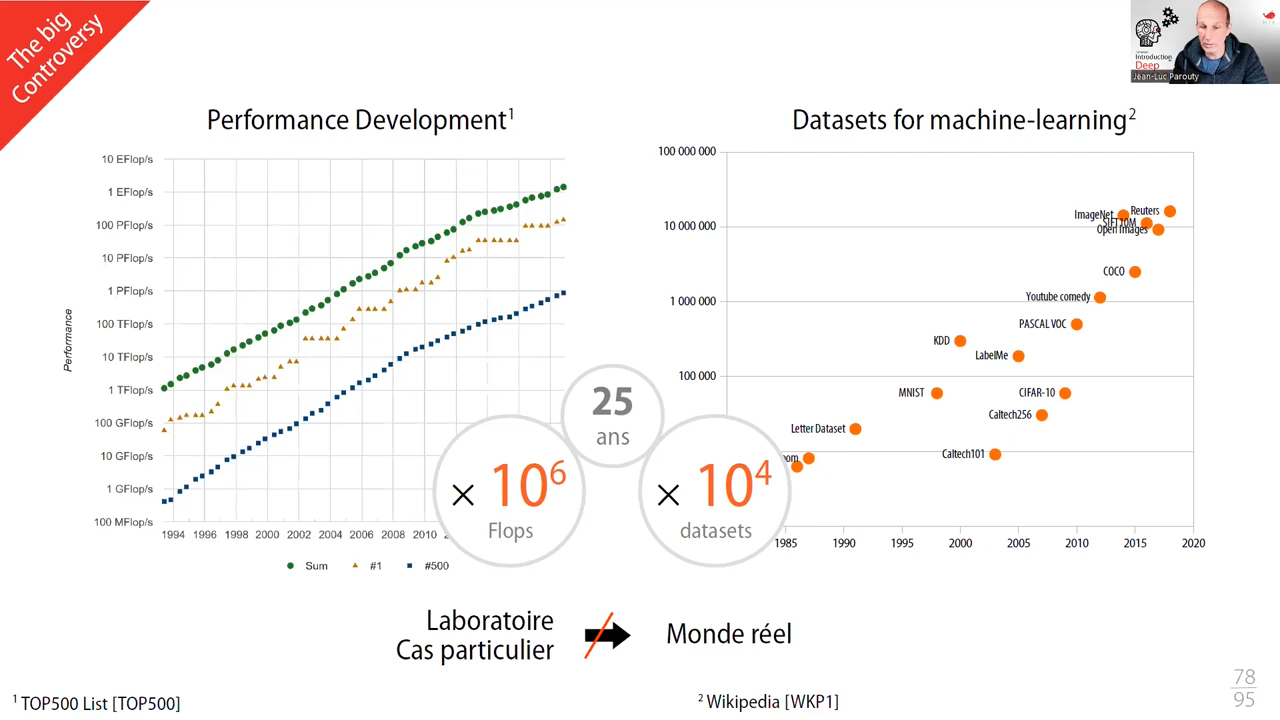 The big
Controversy
Introduction
Deep
Jean-Luc Parouty
Performance Development1
10 EFlop/s
1 EFlop/s
100 PFlop/s
10 PFlop/s
1 PFlop/s
100 TFlop/s
10 TFlop/s
1 TFlop/s
100 GFlop/s
10 GFlop/s
1 GFlop/s
100 MFlop/s
Performance
1994 1996 1998 2000 2002 2004 2006 2008 2010
Sum #1 #500
Datasets for machine-learning2
100 000 000
10 000 000
1 000 000
100 000
ImageNet
Reuters
SIFT10M
Open Images
COCO
Youtube comedy
PASCAL VOC
KDD
LabelMe
MNIST
CIFAR-10
Caltech256
Letter Dataset
Caltech101
1985 1990 1995 2000 2005 2010 2015 2020
25
ans
× 106
Flops
× 104
datasets
Laboratoire
Cas particulier
Monde réel
1 TOP500 List [TOP500]
2 Wikipedia [WKP1]
78
95